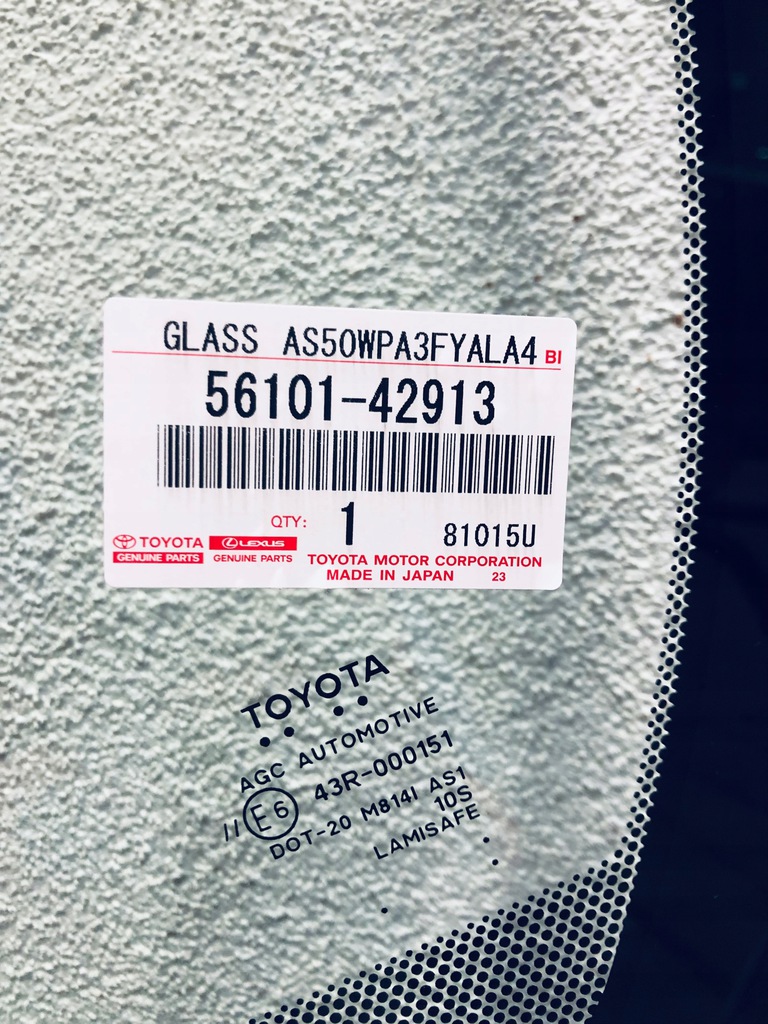 GLASS AS50WPA3FYALA4 BI
56101-42913
QTY: 1 81015U
TOYOTA LEXUS
GENUINE PARTS GENUINE PARTS
TOYOTA MOTOR CORPORATION
MADE IN JAPAN 23
TOYOTA
AGC AUTOMOTIVE
// E6 43R-000151
DOT-20 M814I AS1
10S
LAMISAFE